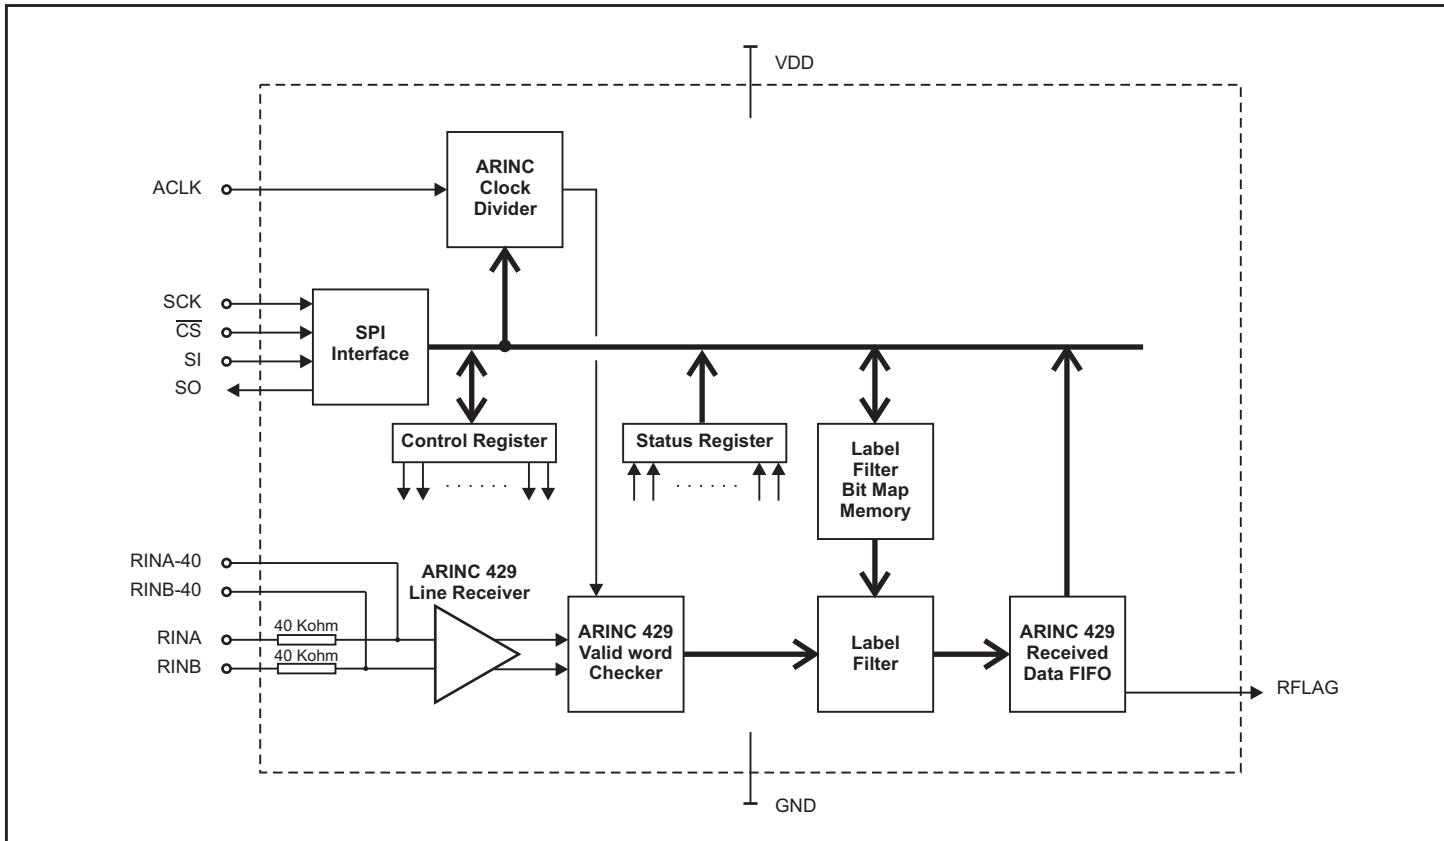 VDD
ARINC
Clock
Divider
ACLK
SCK
CS
SI
SO
SPI
Interface
Control Register
. . . . . .
Status Register
. . . . . .
Label
Filter
Bit Map
Memory
RINA-40
RINB-40
RINA
RINB
40 Kohm
40 Kohm
ARINC 429
Line Receiver
ARINC 429
Valid word
Checker
Label
Filter
ARINC 429
Received
Data FIFO
RFLAG
GND